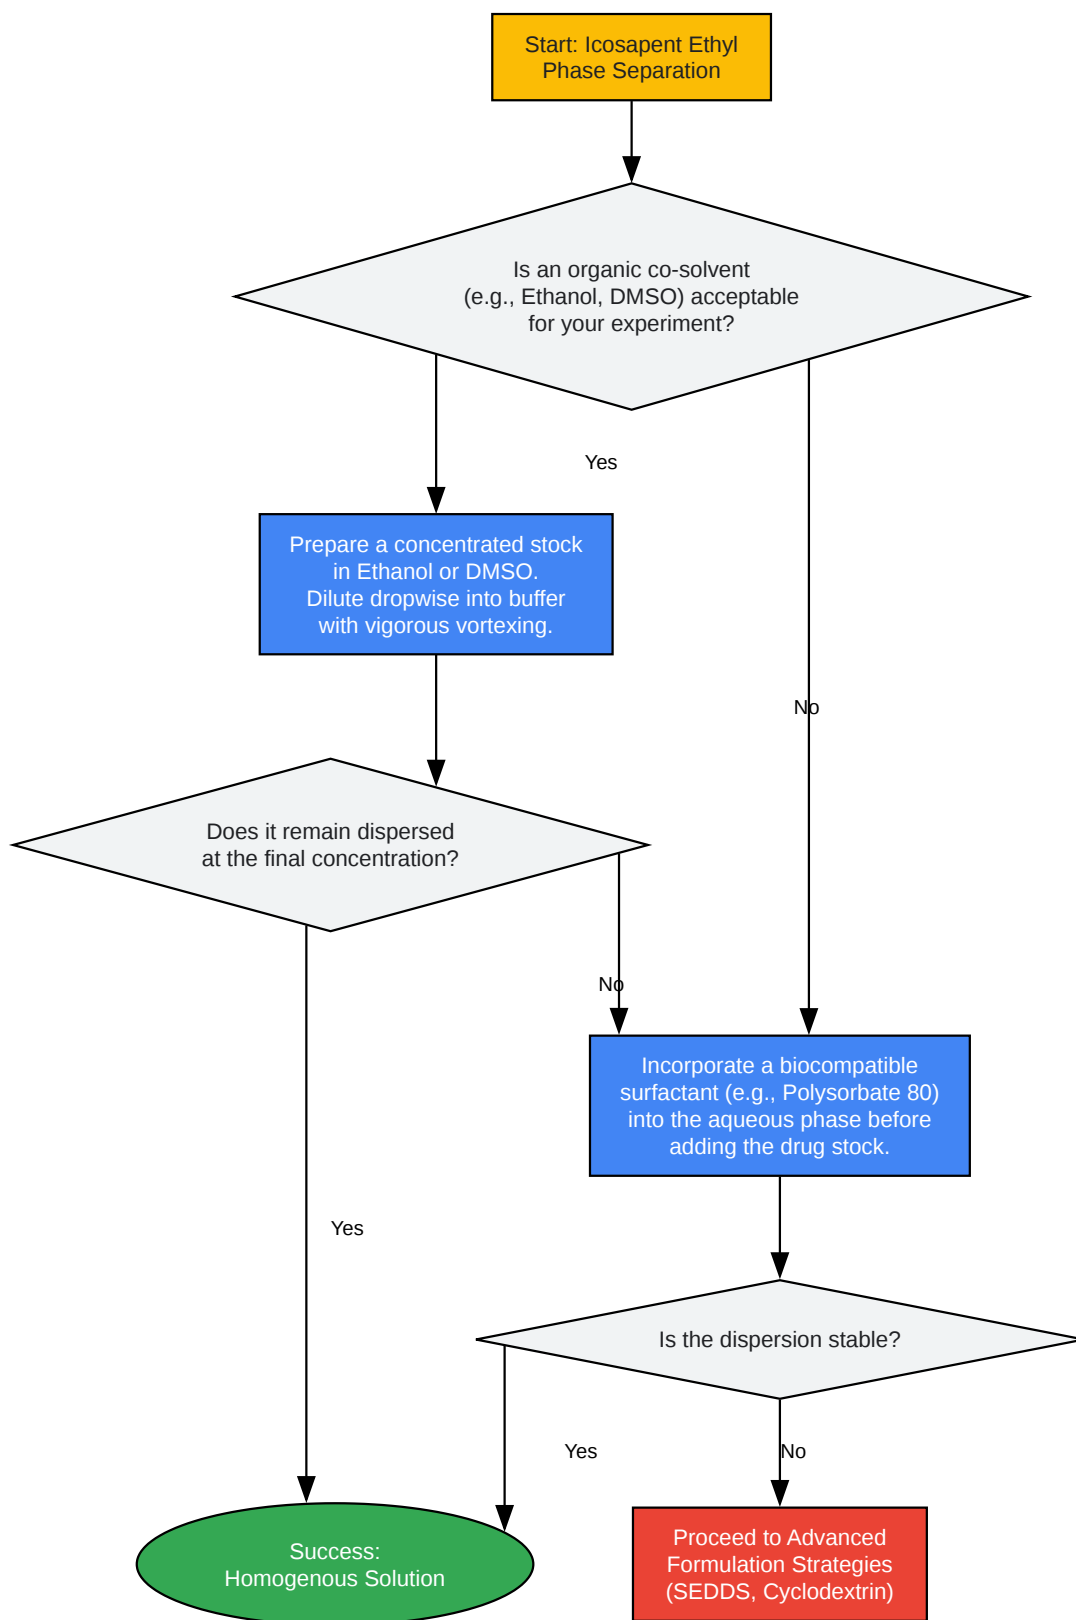 Start: Icosapent Ethyl
Phase Separation
Is an organic co-solvent
(e.g., Ethanol, DMSO) acceptable
for your experiment?
Yes
Prepare a concentrated stock
in Ethanol or DMSO.
Dilute dropwise into buffer
with vigorous vortexing.
No
Does it remain dispersed
at the final concentration?
No
Incorporate a biocompatible
surfactant (e.g., Polysorbate 80)
into the aqueous phase before
adding the drug stock.
Yes
Is the dispersion stable?
Yes
No
Success:
Homogenous Solution
Proceed to Advanced
Formulation Strategies
(SEDDS, Cyclodextrin)